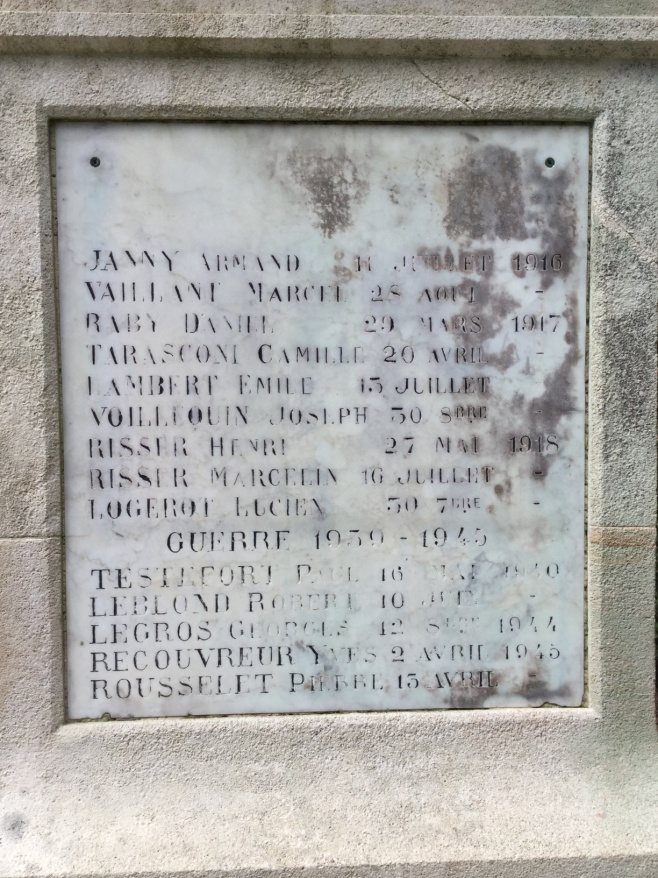 JANNY ARMAND 11 JUILLET 1916
VAILLANT MARCEL 28 AOUT -
RABY DANIEL 29 MARS 1917
TARASCONI CAMILLE 20 AVRIL -
LAMBERT EMILE 13 JUILLET
VOILLEQUIN JOSEPH 30 8BRE -
RISSER HENRI 27 MAI 1918
RISSER MARCELIN 16 JUILLET -
LOGEROT LUCIEN 30 7BRE -
GUERRE 1939 - 1945
TESTEFORT PAUL 16 MAI 1940
LEBLOND ROBERT 10 JUIN -
LEGROS GEORGES 12 SEPT 1944
RECOUVREUR YVES 2 AVRIL 1945
ROUSSELET PIERRE 13 AVRIL -